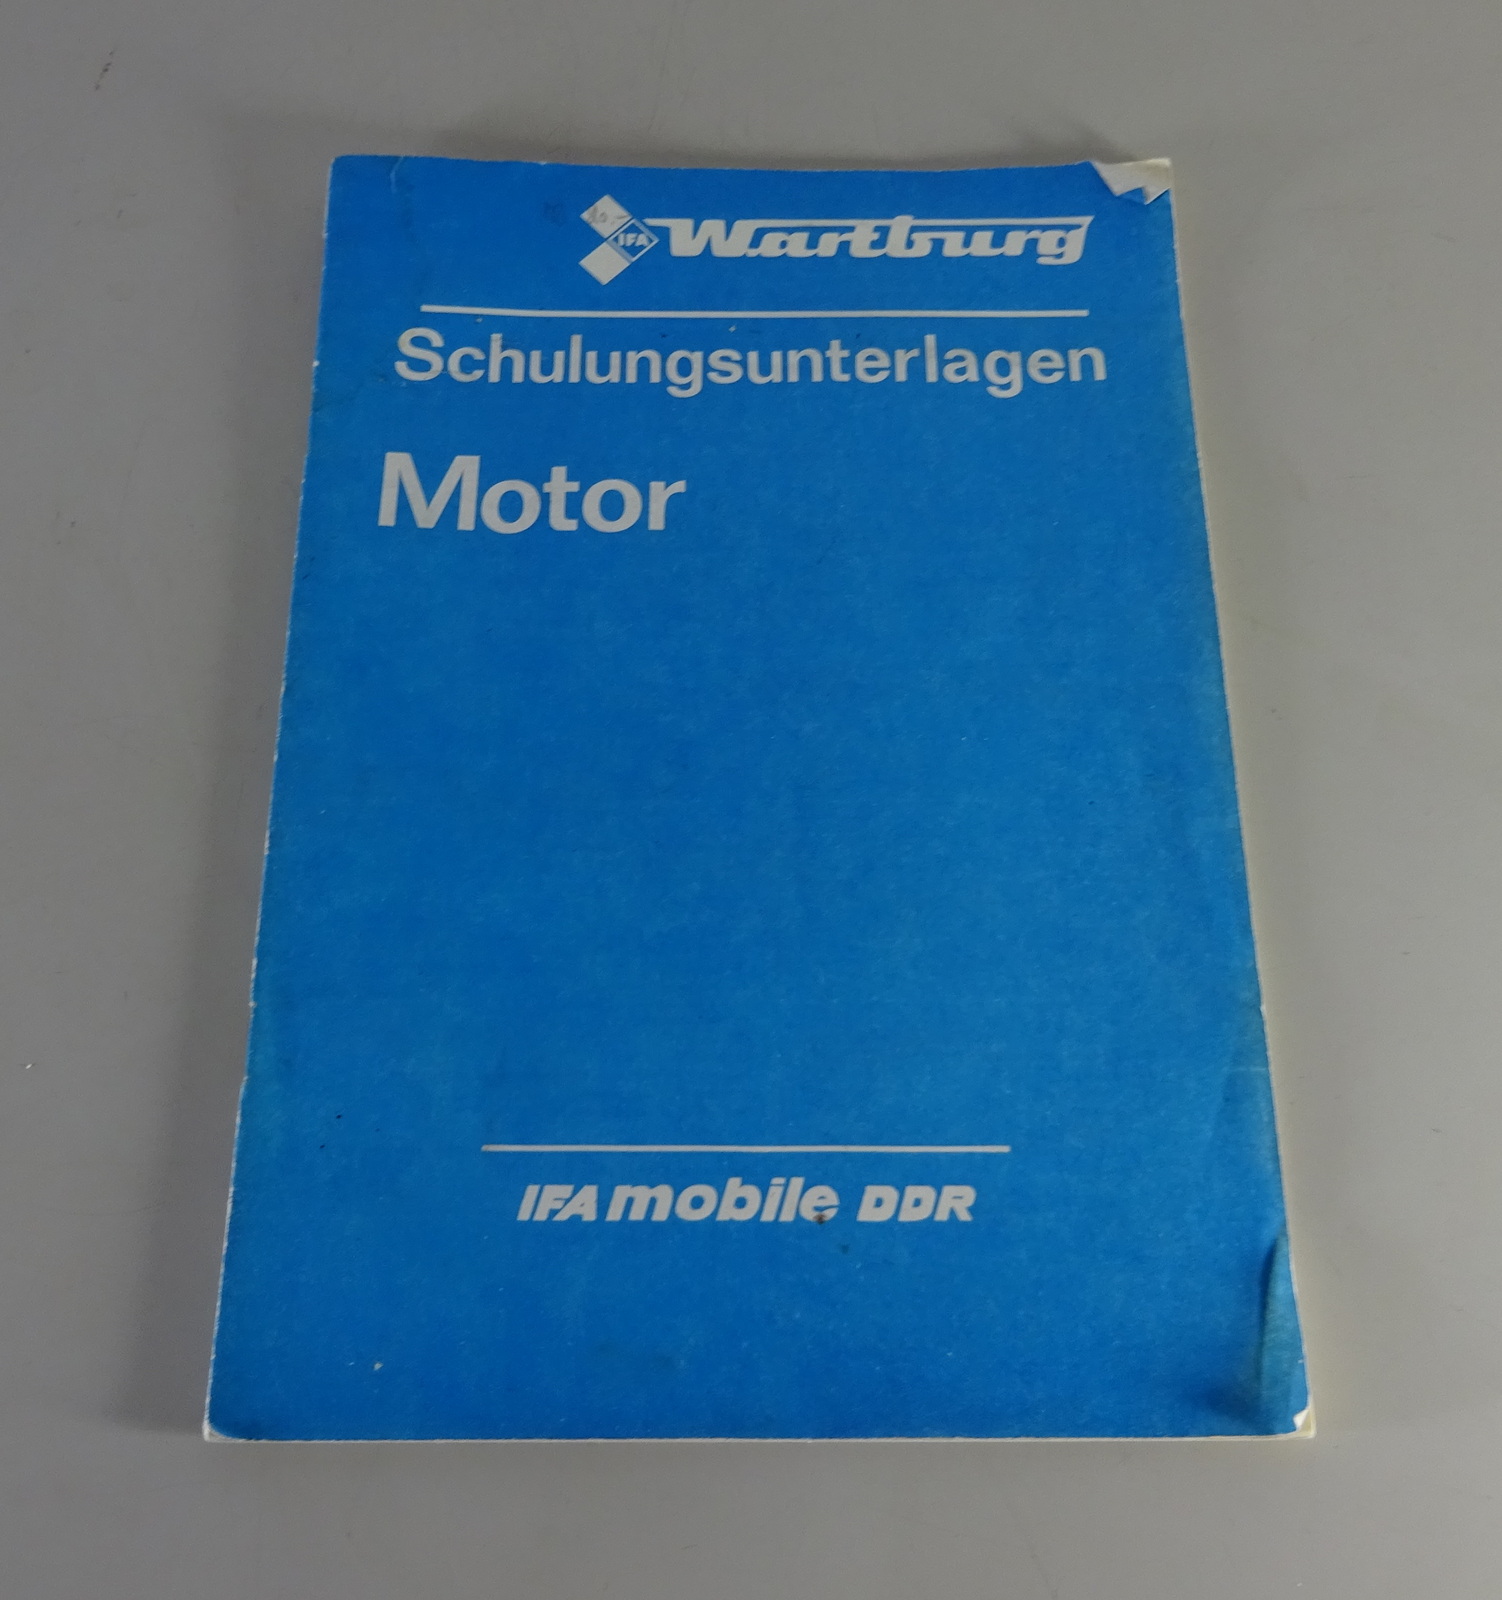 IFA Wartburg
Schulungsunterlagen
Motor
IFA mobile DDR